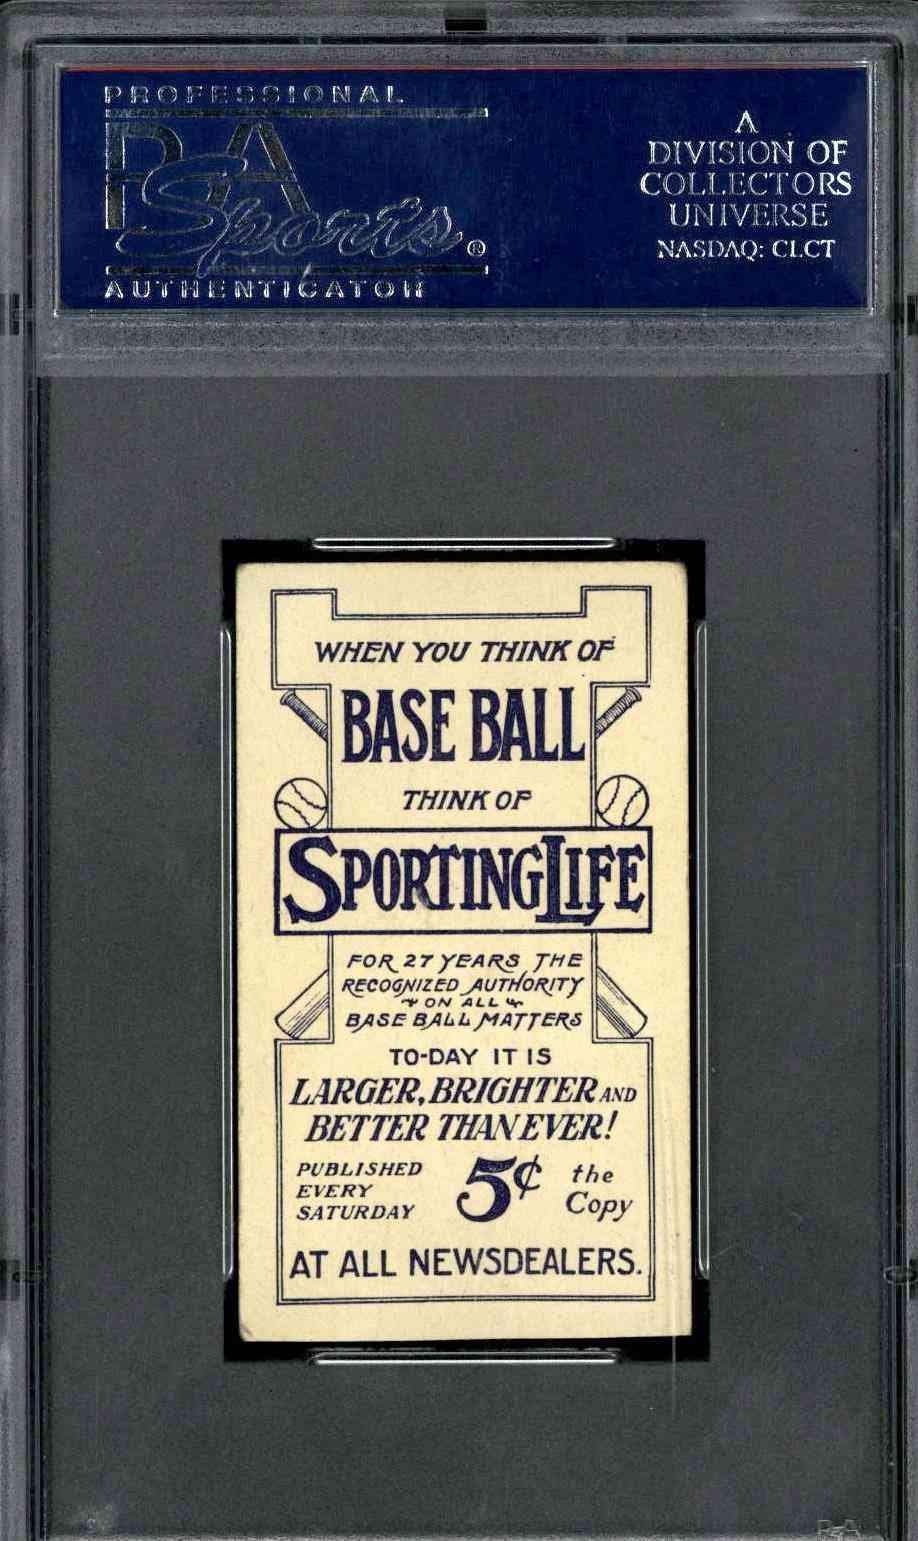 PROFESSIONAL
PSA
Sports®
AUTHENTICATOR
A
DIVISION OF
COLLECTORS
UNIVERSE
NASDAQ: CLCT
WHEN YOU THINK OF
BASE BALL
THINK OF
SPORTING LIFE
FOR 27 YEARS THE
RECOGNIZED AUTHORITY
ON ALL
BASE BALL MATTERS
TO-DAY IT IS
LARGER, BRIGHTER AND
BETTER THAN EVER!
PUBLISHED
EVERY
SATURDAY
5¢
the
Copy
AT ALL NEWSDEALERS.
PSA